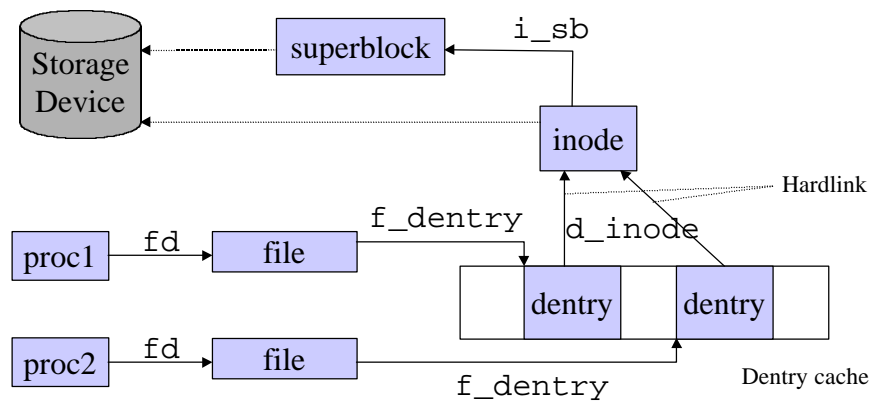 i_sb
superblock
Storage
Device
inode
Hardlink
f_dentry
d_inode
fd
file
proc1
dentry
dentry
fd
file
proc2
f_dentry
Dentry cache